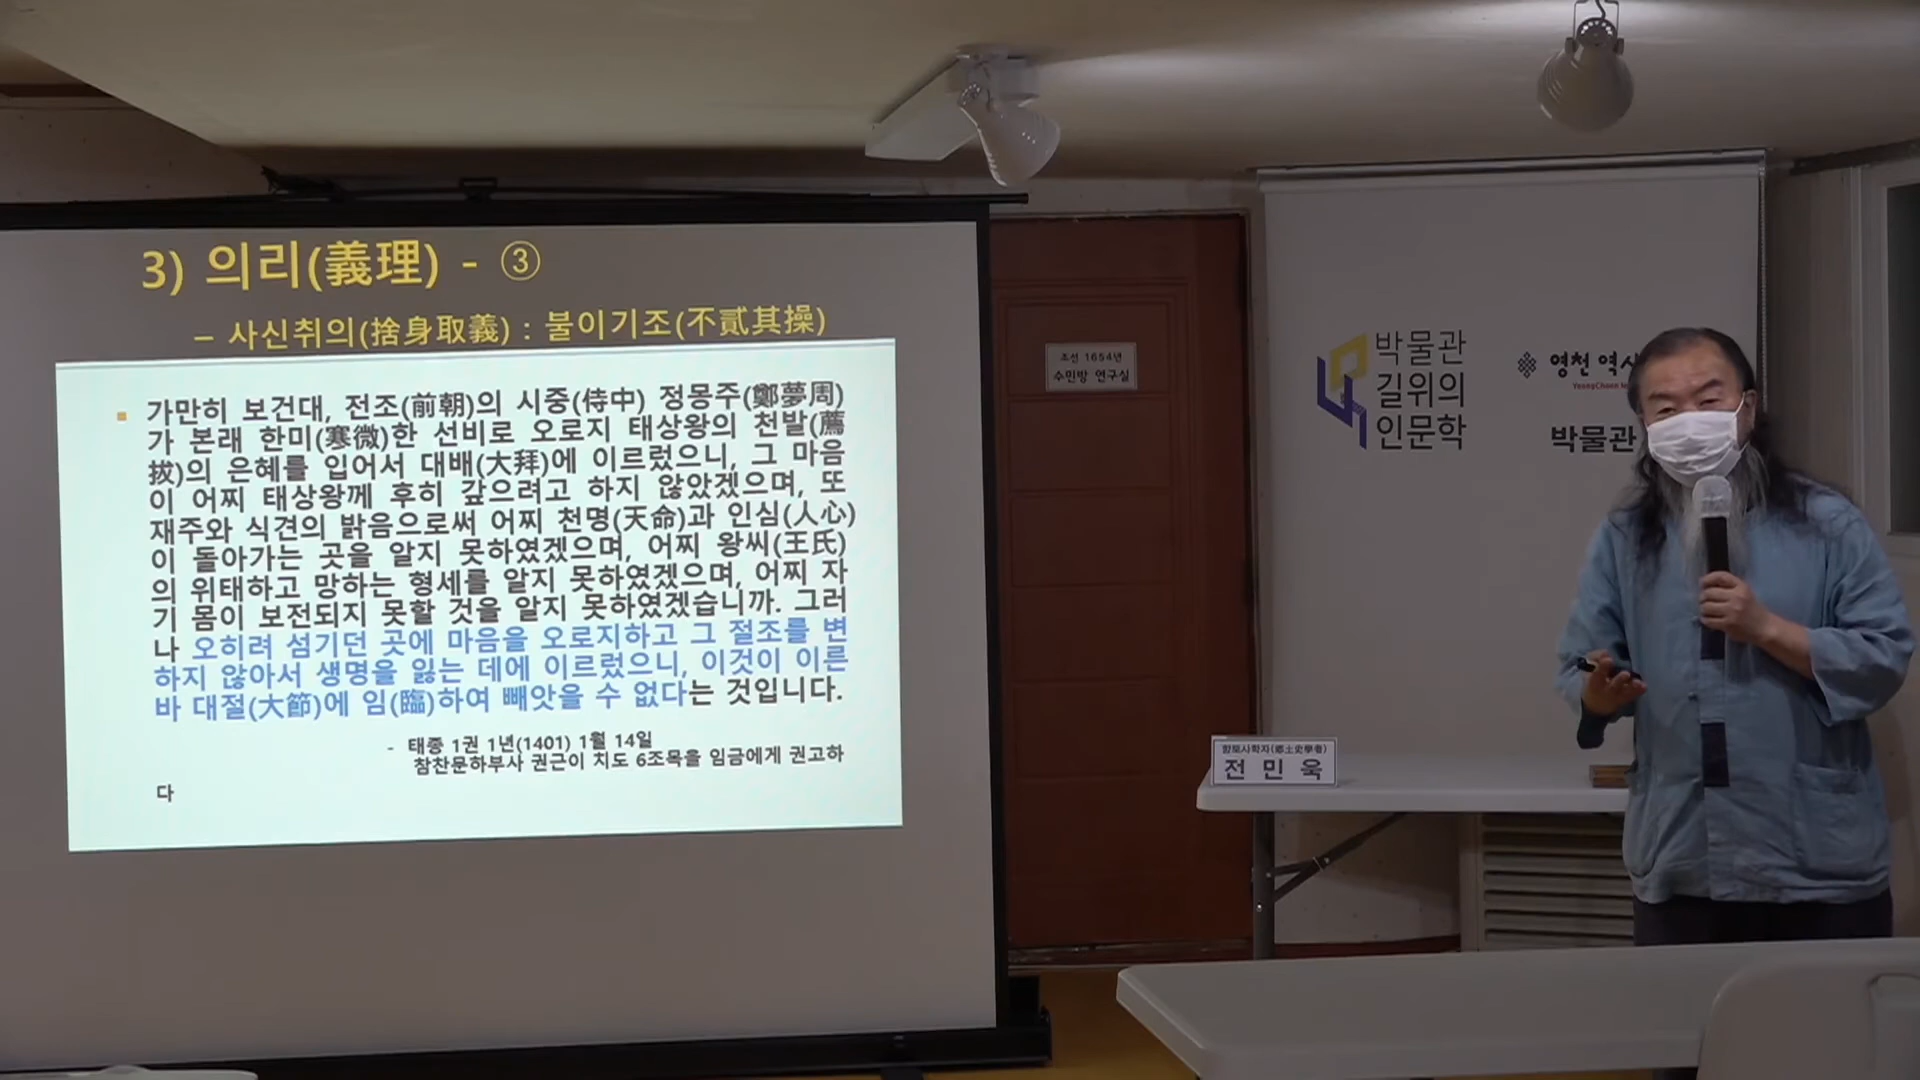 3) 의리(義理) - ③
– 사신취의(捨身取義) : 불이기조(不貳其操)
▪ 가만히 보건대, 전조(前朝)의 시중(侍中) 정몽주(鄭夢周)
가 본래 한미(寒微)한 선비로 오로지 태상왕의 천발(薦
拔)의 은혜를 입어서 대배(大拜)에 이르렀으니, 그 마음
이 어찌 태상왕께 후히 갚으려고 하지 않았겠으며, 또
재주와 식견의 밝음으로써 어찌 천명(天命)과 인심(人心)
이 돌아가는 곳을 알지 못하였겠으며, 어찌 왕씨(王氏)
의 위태하고 망하는 형세를 알지 못하였겠으며, 어찌 자
기 몸이 보전되지 못할 것을 알지 못하였겠습니까. 그러
나 오히려 섬기던 곳에 마음을 오로지하고 그 절조를 변
하지 않아서 생명을 잃는 데에 이르렀으니, 이것이 이른
바 대절(大節)에 임(臨)하여 빼앗을 수 없다는 것입니다.
- 태종 1권 1년(1401) 1월 14일
참찬문하부사 권근이 치도 6조목을 임금에게 권고하
다
조선 1654년
수민방 연구실
박물관
길위의
인문학
영천 역사
YeongCheon
박물관
향토사학자(鄕土史學者)
전 민 욱